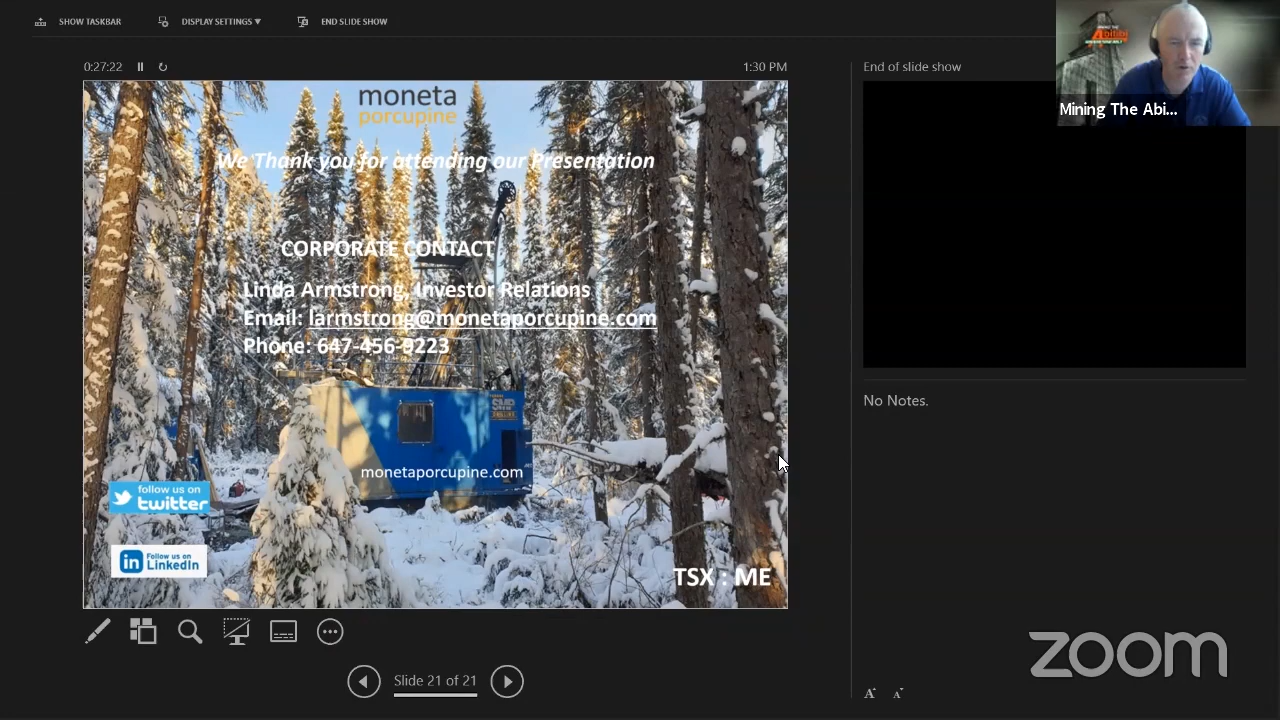 SHOW TASKBAR
DISPLAY SETTINGS ▼
END SLIDE SHOW
0:27:22
1:30 PM
End of slide show
Mining The Abi...
moneta
porcupine
We Thank you for attending our Presentation
CORPORATE CONTACT
Linda Armstrong, Investor Relations
Email: larmstrong@monetaporcupine.com
Phone: 647-456-9223
No Notes.
monetaporcupine.com
follow us on
twitter
in
Follow us on
LinkedIn
TSX : ME
Slide 21 of 21
zoom
A
A